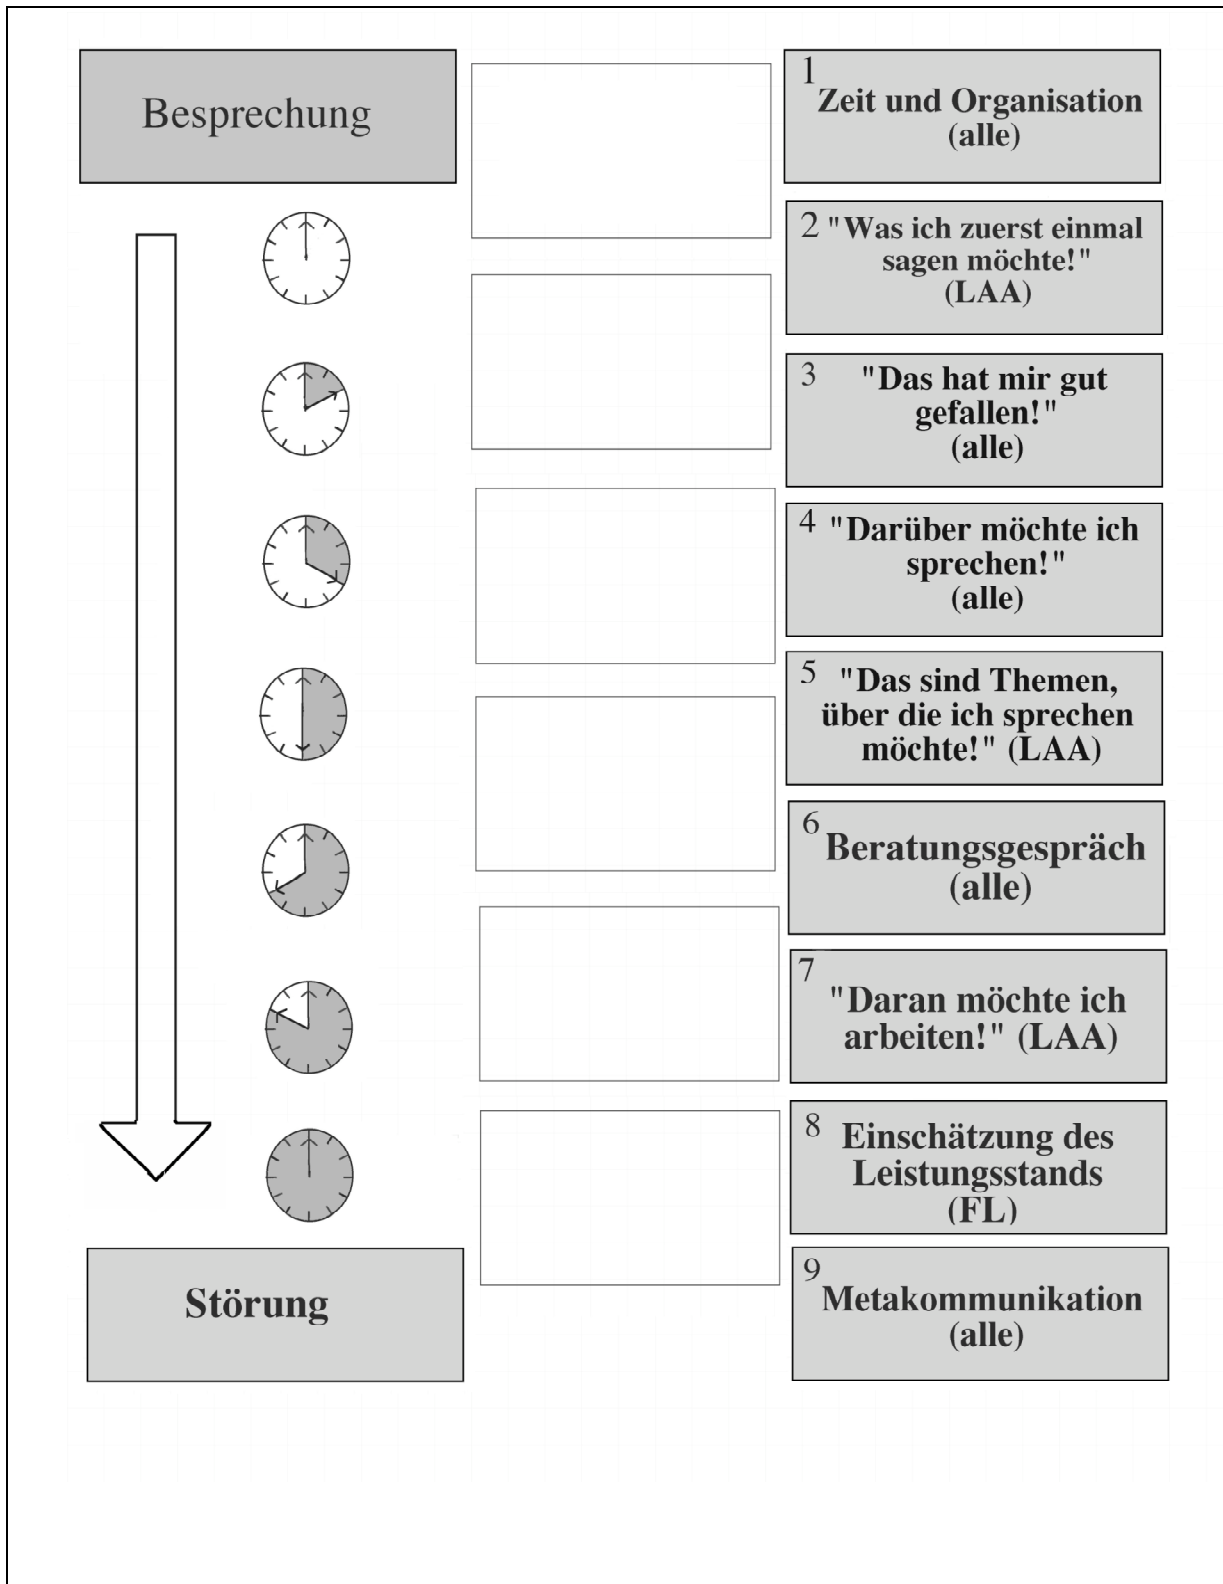 Besprechung
1
Zeit und Organisation
(alle)
2 "Was ich zuerst einmal
sagen möchte!"
(LAA)
3 "Das hat mir gut
gefallen!"
(alle)
4 "Darüber möchte ich
sprechen!"
(alle)
5 "Das sind Themen,
über die ich sprechen
möchte!" (LAA)
6
Beratungsgespräch
(alle)
7
"Daran möchte ich
arbeiten!" (LAA)
8 Einschätzung des
Leistungsstands
(FL)
Störung
9
Metakommunikation
(alle)